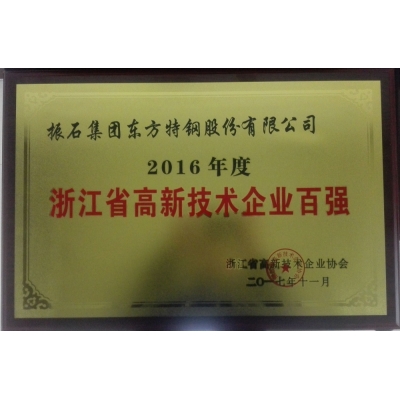 振石集团东方特钢股份有限公司
2016年度
浙江省高新技术企业百强
浙江省高新技术企业协会
二〇一七年十一月